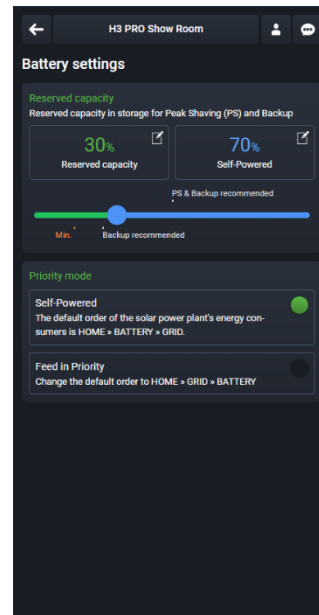 H3 PRO Show Room
Battery settings
Reserved capacity
Reserved capacity in storage for Peak Shaving (PS) and Backup
30%
Reserved capacity
70%
Self-Powered
PS & Backup recommended
Min.
Backup recommended
Priority mode
Self-Powered
The default order of the solar power plant's energy con-
sumers is HOME » BATTERY » GRID.
Feed in Priority
Change the default order to HOME » GRID » BATTERY